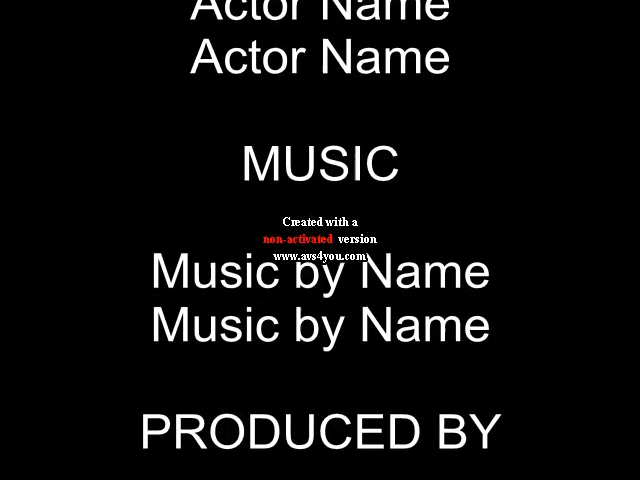 Actor Name
Actor Name
MUSIC
Created with a
non-activated version
www.avs4you.com
Music by Name
Music by Name
PRODUCED BY